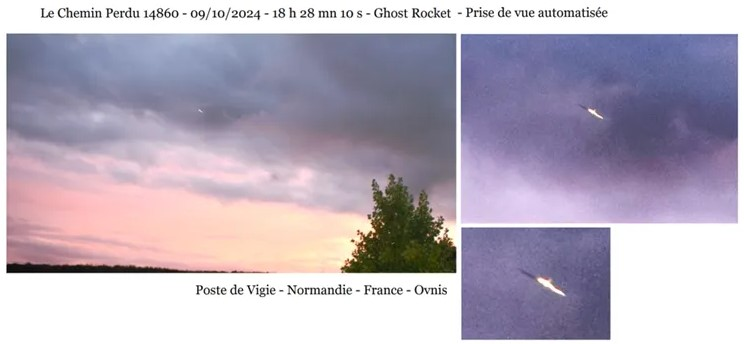 Le Chemin Perdu 14860 - 09/10/2024 - 18 h 28 mn 10 s - Ghost Rocket - Prise de vue automatisée
Poste de Vigie - Normandie - France - Ovnis